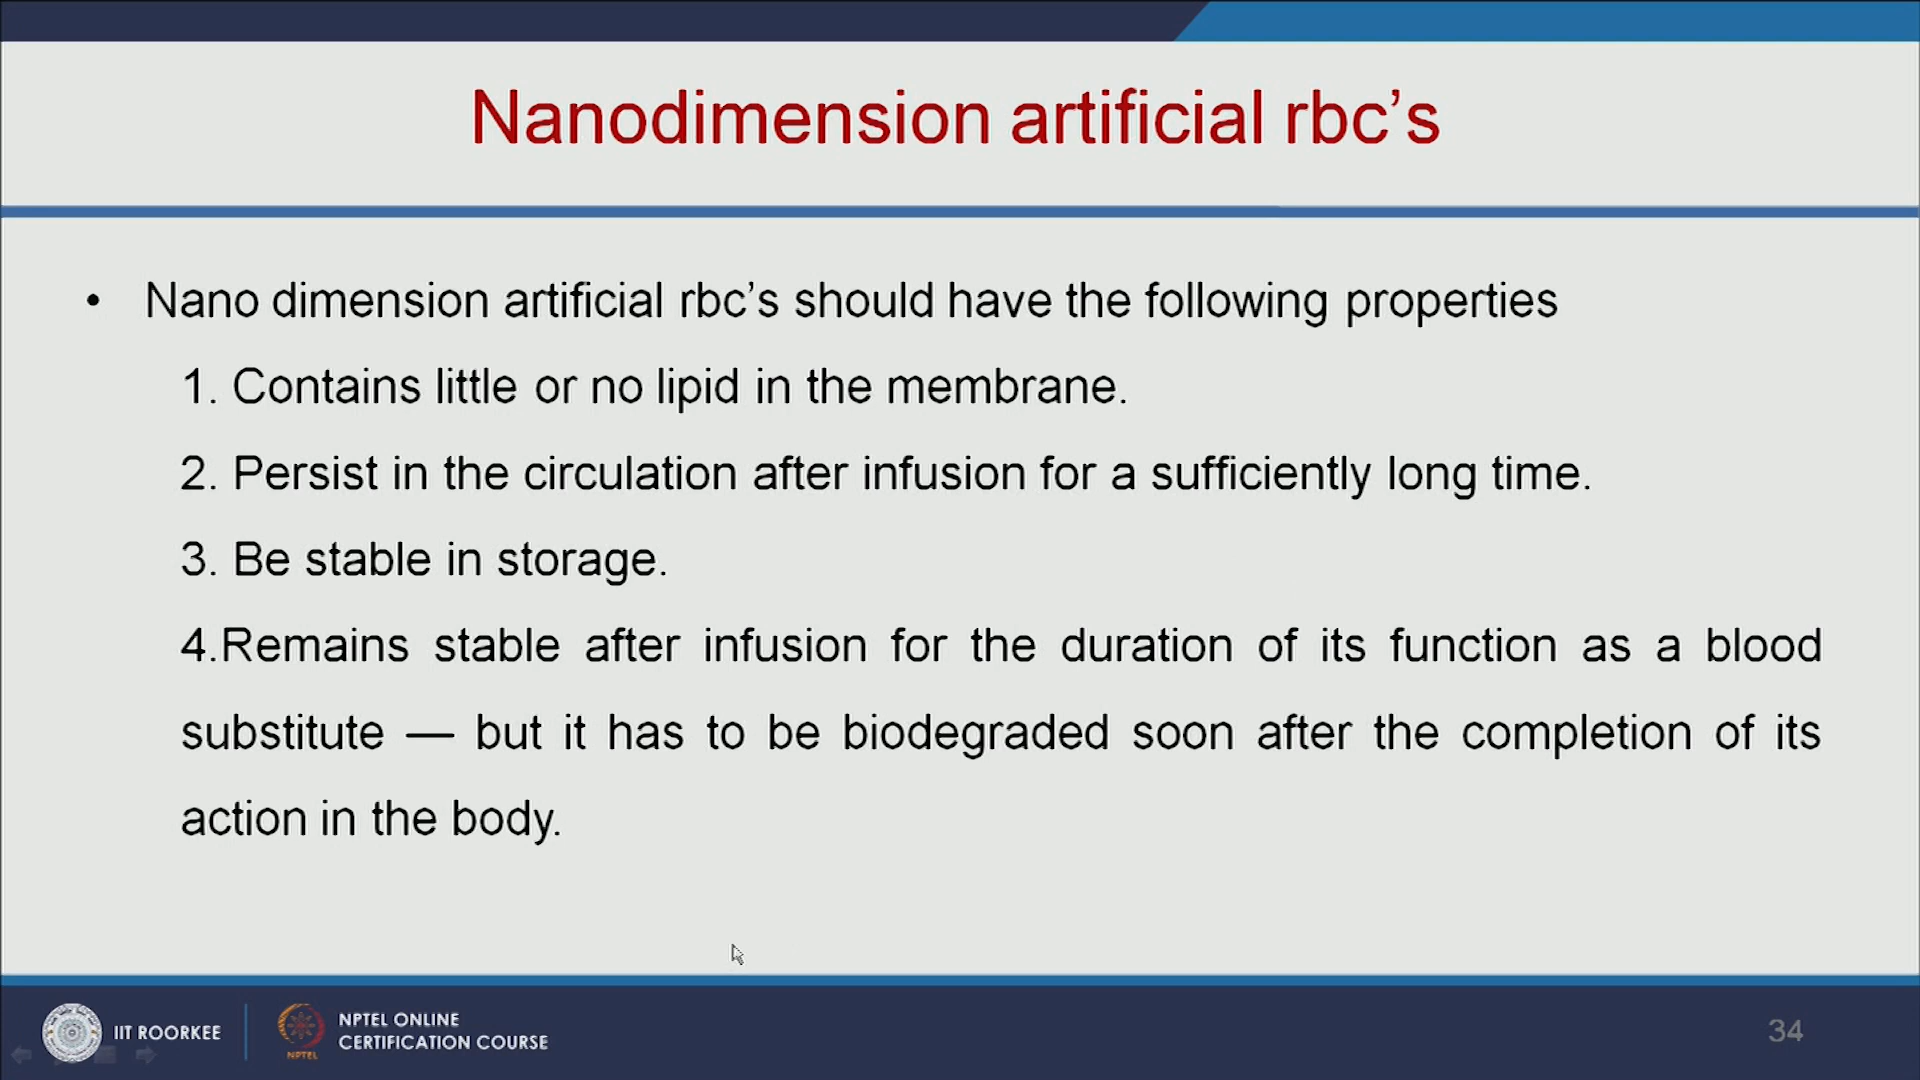 Nanodimension artificial rbc’s
• Nano dimension artificial rbc’s should have the following properties
1. Contains little or no lipid in the membrane.
2. Persist in the circulation after infusion for a sufficiently long time.
3. Be stable in storage.
4.Remains stable after infusion for the duration of its function as a blood
substitute — but it has to be biodegraded soon after the completion of its
action in the body.
IIT ROORKEE
NPTEL
NPTEL ONLINE
CERTIFICATION COURSE
34